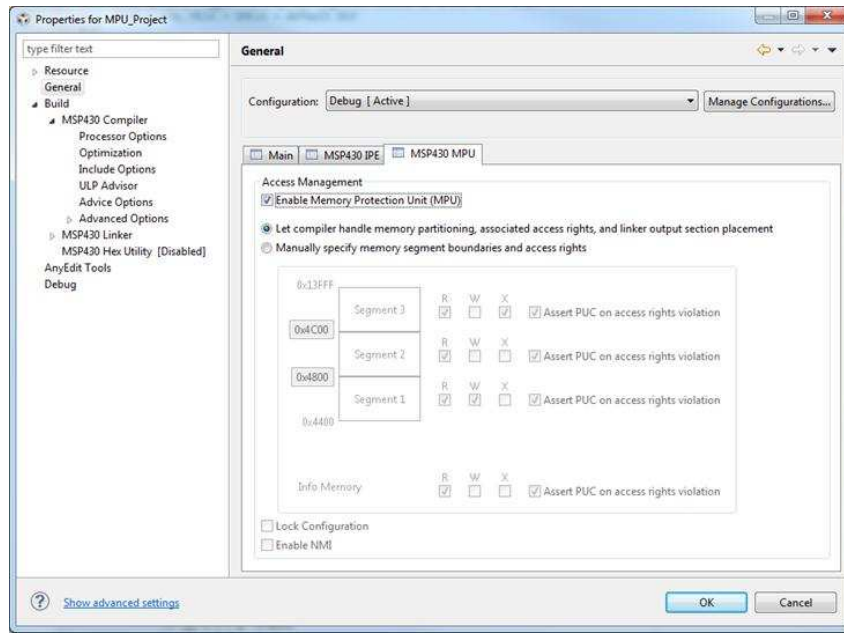 Properties for MPU_Project
type filter text
Resource
General
Build
MSP430 Compiler
Processor Options
Optimization
Include Options
ULP Advisor
Advice Options
Advanced Options
MSP430 Linker
MSP430 Hex Utility [Disabled]
AnyEdit Tools
Debug
General
Configuration: Debug [ Active ] Manage Configurations...
Main MSP430 IPE MSP430 MPU
Access Management
Enable Memory Protection Unit (MPU)
Let compiler handle memory partitioning, associated access rights, and linker output section placement
Manually specify memory segment boundaries and access rights
0x13FFF
R W X
Segment 3 Assert PUC on access rights violation
0x4C00
R W X
Segment 2 Assert PUC on access rights violation
0x4800
R W X
Segment 1 Assert PUC on access rights violation
0x4400
R W X
Info Memory Assert PUC on access rights violation
Lock Configuration
Enable NMI
? Show advanced settings OK Cancel